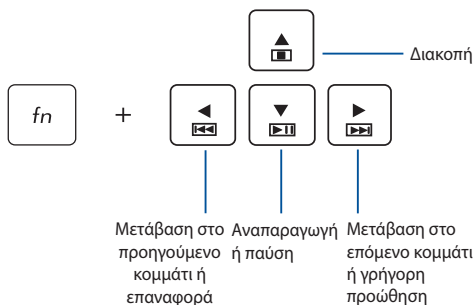 Διακοπή
fn
+
Μετάβαση στο
προηγούμενο
κομμάτι ή
επαναφορά
Αναπαραγωγή
ή παύση
Μετάβαση στο
επόμενο κομμάτι
ή γρήγορη
προώθηση